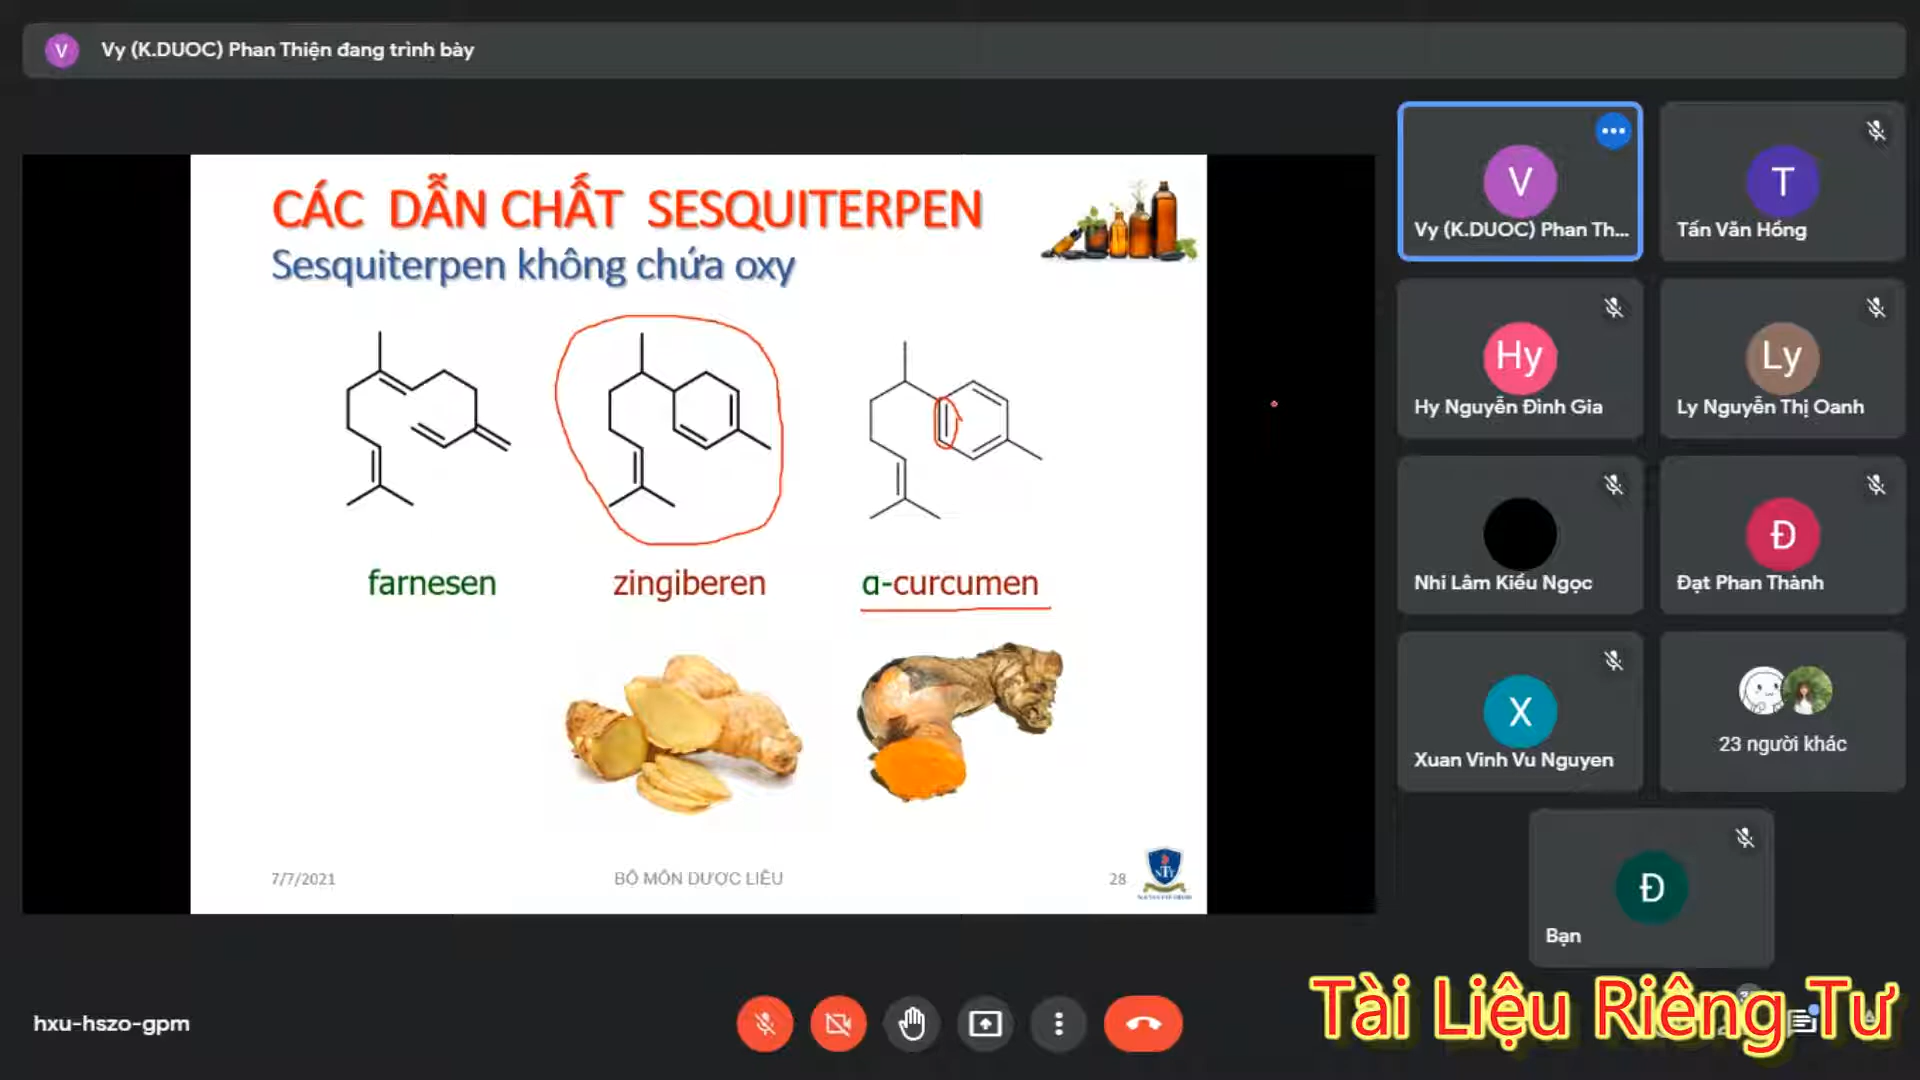 V
Vy (K.DUOC) Phan Thiện đang trình bày
CÁC DẪN CHẤT SESQUITERPEN
Sesquiterpen không chứa oxy
farnesen
zingiberen
α-curcumen
7/7/2021
BỘ MÔN DƯỢC LIỆU
28
NTT
V
Vy (K.DUOC) Phan Th...
T
Tấn Văn Hồng
Hy
Hy Nguyễn Đình Gia
Ly
Ly Nguyễn Thị Oanh
Nhi Lâm Kiều Ngọc
Đ
Đạt Phan Thành
X
Xuan Vinh Vu Nguyen
23 người khác
Đ
Bạn
hxu-hszo-gpm
Tài Liệu Riêng Tư